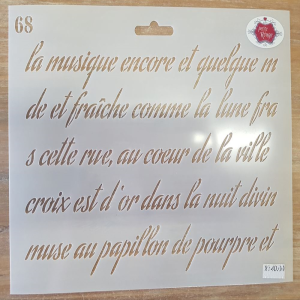 68
la musique encore et quelque m
de et fraîche comme la lune fra
s cette rue, au coeur de la ville
croix est d'or dans la nuit divin
muse au papillon de pourpre et